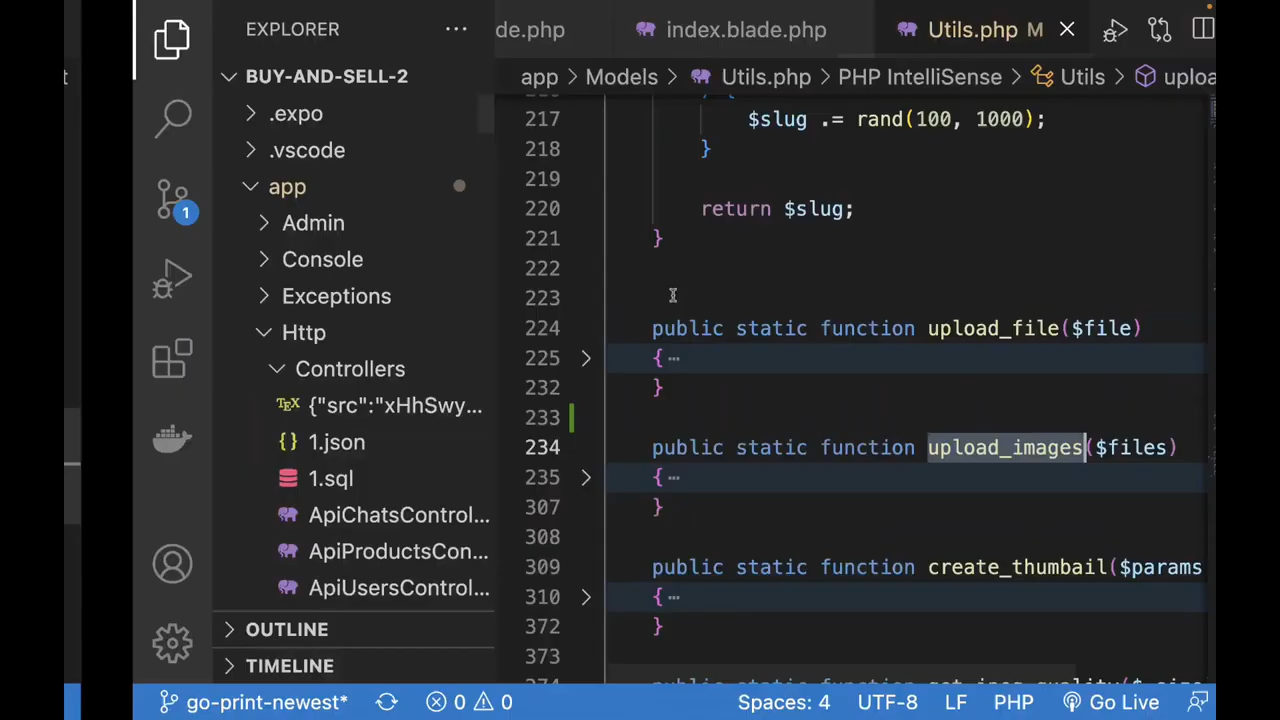 t
EXPLORER
de.php
index.blade.php
Utils.php M
BUY-AND-SELL-2
.expo
.vscode
app
Admin
Console
Exceptions
Http
Controllers
{"src":"xHhSwy...
1.json
1.sql
ApiChatsControl...
ApiProductsCon...
ApiUsersControl...
OUTLINE
TIMELINE
1
TEX
{}
app > Models > Utils.php > PHP IntelliSense > Utils > uploa
217 $slug .= rand(100, 1000);
218 }
219
220 return $slug;
221 }
222
223
224 public static function upload_file($file)
225 {…
232 }
233
234 public static function upload_images($files)
235 {…
307 }
308
309 public static function create_thumbail($params
310 {…
372 }
373
go-print-newest* 0 0 Spaces: 4 UTF-8 LF PHP Go Live